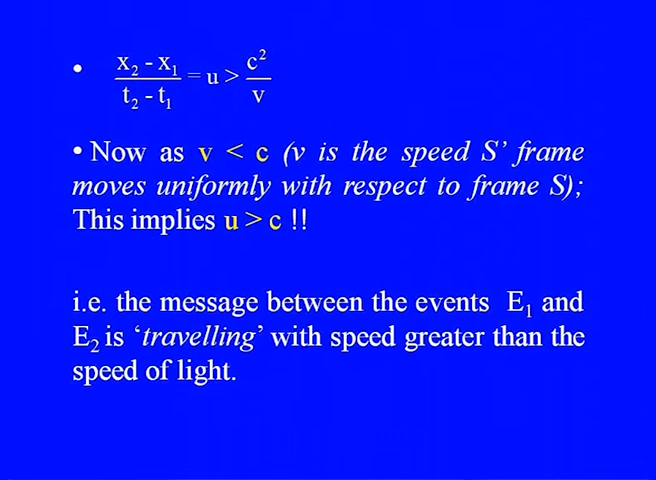 • x₂ - x₁ / t₂ - t₁ = u > c² / v
• Now as v < c (v is the speed S’ frame
moves uniformly with respect to frame S);
This implies u > c !!
i.e. the message between the events E₁ and
E₂ is ‘travelling’ with speed greater than the
speed of light.